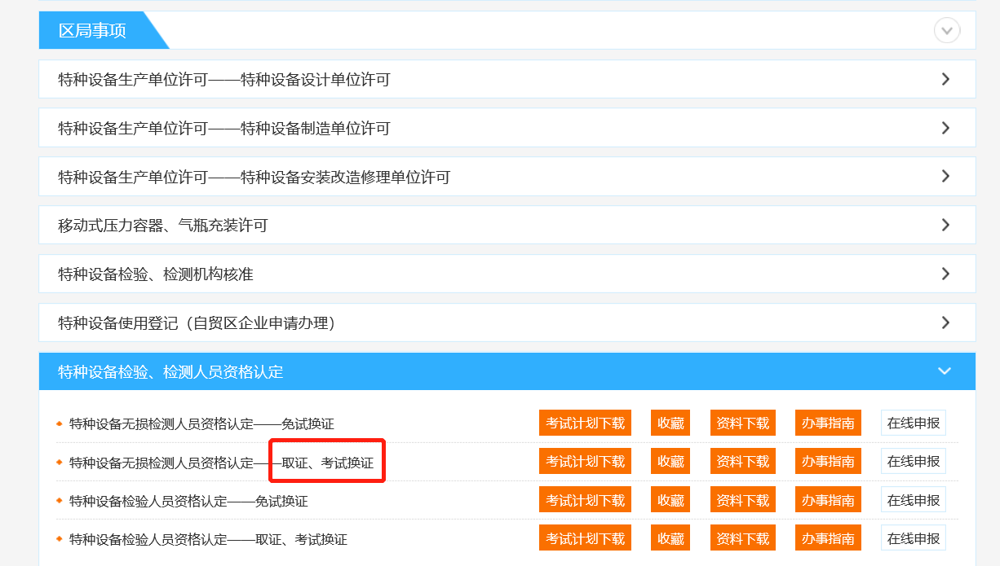 区局事项
特种设备生产单位许可——特种设备设计单位许可
特种设备生产单位许可——特种设备制造单位许可
特种设备生产单位许可——特种设备安装改造修理单位许可
移动式压力容器、气瓶充装许可
特种设备检验、检测机构核准
特种设备使用登记（自贸区企业申请办理）
特种设备检验、检测人员资格认定
特种设备无损检测人员资格认定——免试换证 考试计划下载 收藏 资料下载 办事指南 在线申报
特种设备无损检测人员资格认定——取证、考试换证 考试计划下载 收藏 资料下载 办事指南 在线申报
特种设备检验人员资格认定——免试换证 考试计划下载 收藏 资料下载 办事指南 在线申报
特种设备检验人员资格认定——取证、考试换证 考试计划下载 收藏 资料下载 办事指南 在线申报